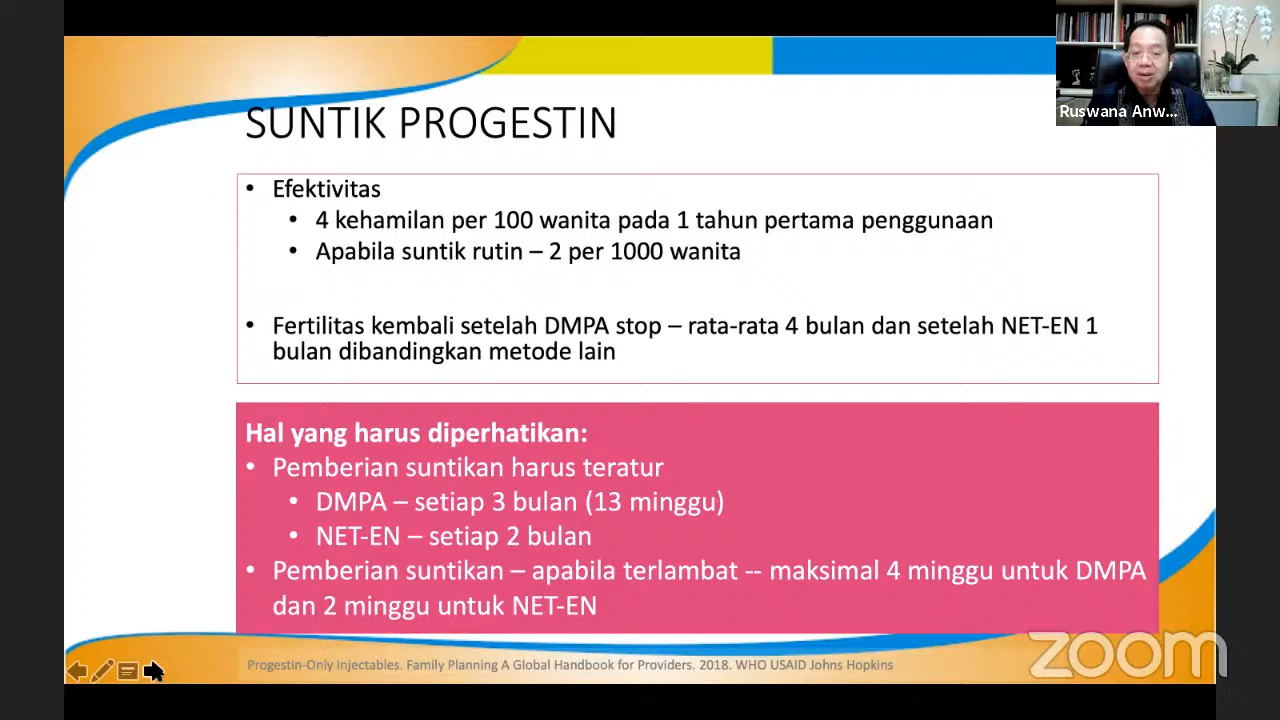 Ruswana Anw...
SUNTIK PROGESTIN
• Efektivitas
• 4 kehamilan per 100 wanita pada 1 tahun pertama penggunaan
• Apabila suntik rutin – 2 per 1000 wanita
• Fertilitas kembali setelah DMPA stop – rata-rata 4 bulan dan setelah NET-EN 1
bulan dibandingkan metode lain
Hal yang harus diperhatikan:
• Pemberian suntikan harus teratur
• DMPA – setiap 3 bulan (13 minggu)
• NET-EN – setiap 2 bulan
• Pemberian suntikan – apabila terlambat -- maksimal 4 minggu untuk DMPA
dan 2 minggu untuk NET-EN
Progestin-Only Injectables. Family Planning A Global Handbook for Providers. 2018. WHO USAID Johns Hopkins
zoom